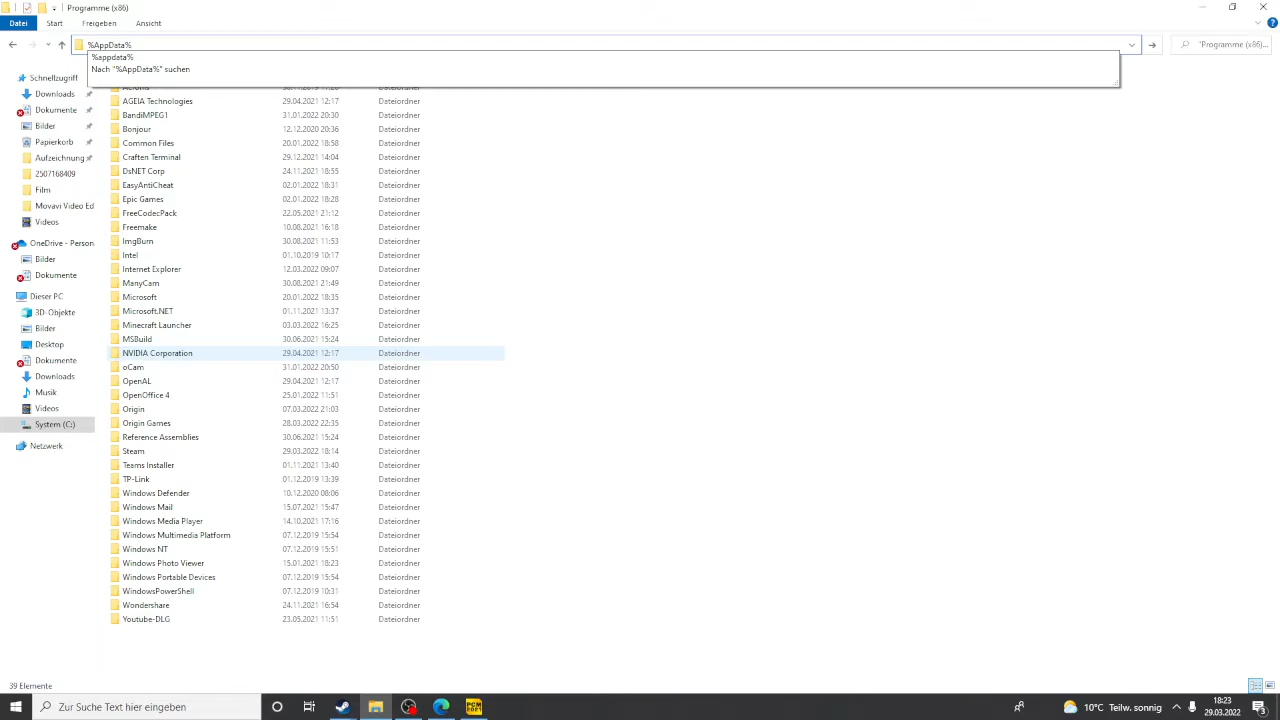 Programme (x86)
Datei Start Freigeben Ansicht
%AppData%
"Programme (x86)...
%appdata%
Nach "%AppData%" suchen
Schnellzugriff
Downloads
Dokumente
Bilder
Papierkorb
Aufzeichnung
2507168409
Film
Movavi Video Ed
Videos
OneDrive - Person
Bilder
Dokumente
Dieser PC
3D-Objekte
Bilder
Desktop
Dokumente
Downloads
Musik
Videos
System (C:)
Netzwerk
AGEIA Technologies 29.04.2021 12:17 Dateiordner
BandiMPEG1 31.01.2022 20:30 Dateiordner
Bonjour 12.12.2020 20:36 Dateiordner
Common Files 20.01.2022 18:58 Dateiordner
Craften Terminal 29.12.2021 14:04 Dateiordner
DsNET Corp 24.11.2021 18:55 Dateiordner
EasyAntiCheat 02.01.2022 18:31 Dateiordner
Epic Games 02.01.2022 18:28 Dateiordner
FreeCodecPack 22.05.2021 21:12 Dateiordner
Freemake 10.08.2021 16:18 Dateiordner
ImgBurn 30.08.2021 11:53 Dateiordner
Intel 01.10.2019 10:17 Dateiordner
Internet Explorer 12.03.2022 09:07 Dateiordner
ManyCam 30.08.2021 21:49 Dateiordner
Microsoft 20.01.2022 18:35 Dateiordner
Microsoft.NET 01.11.2021 13:37 Dateiordner
Minecraft Launcher 03.03.2022 16:25 Dateiordner
MSBuild 30.06.2021 15:24 Dateiordner
NVIDIA Corporation 29.04.2021 12:17 Dateiordner
oCam 31.01.2022 20:50 Dateiordner
OpenAL 29.04.2021 12:17 Dateiordner
OpenOffice 4 25.01.2022 11:51 Dateiordner
Origin 07.03.2022 21:03 Dateiordner
Origin Games 28.03.2022 22:35 Dateiordner
Reference Assemblies 30.06.2021 15:24 Dateiordner
Steam 29.03.2022 18:14 Dateiordner
Teams Installer 01.11.2021 13:40 Dateiordner
TP-Link 01.12.2019 13:39 Dateiordner
Windows Defender 10.12.2020 08:06 Dateiordner
Windows Mail 15.07.2021 15:47 Dateiordner
Windows Media Player 14.10.2021 17:16 Dateiordner
Windows Multimedia Platform 07.12.2019 15:54 Dateiordner
Windows NT 07.12.2019 15:51 Dateiordner
Windows Photo Viewer 15.01.2021 18:23 Dateiordner
Windows Portable Devices 07.12.2019 15:54 Dateiordner
WindowsPowerShell 07.12.2019 10:31 Dateiordner
Wondershare 24.11.2021 16:54 Dateiordner
Youtube-DLG 23.05.2021 11:51 Dateiordner
39 Elemente
Zur Suche Text hier eingeben
PCM 2021
10°C Teilw. sonnig
18:23
29.03.2022
3